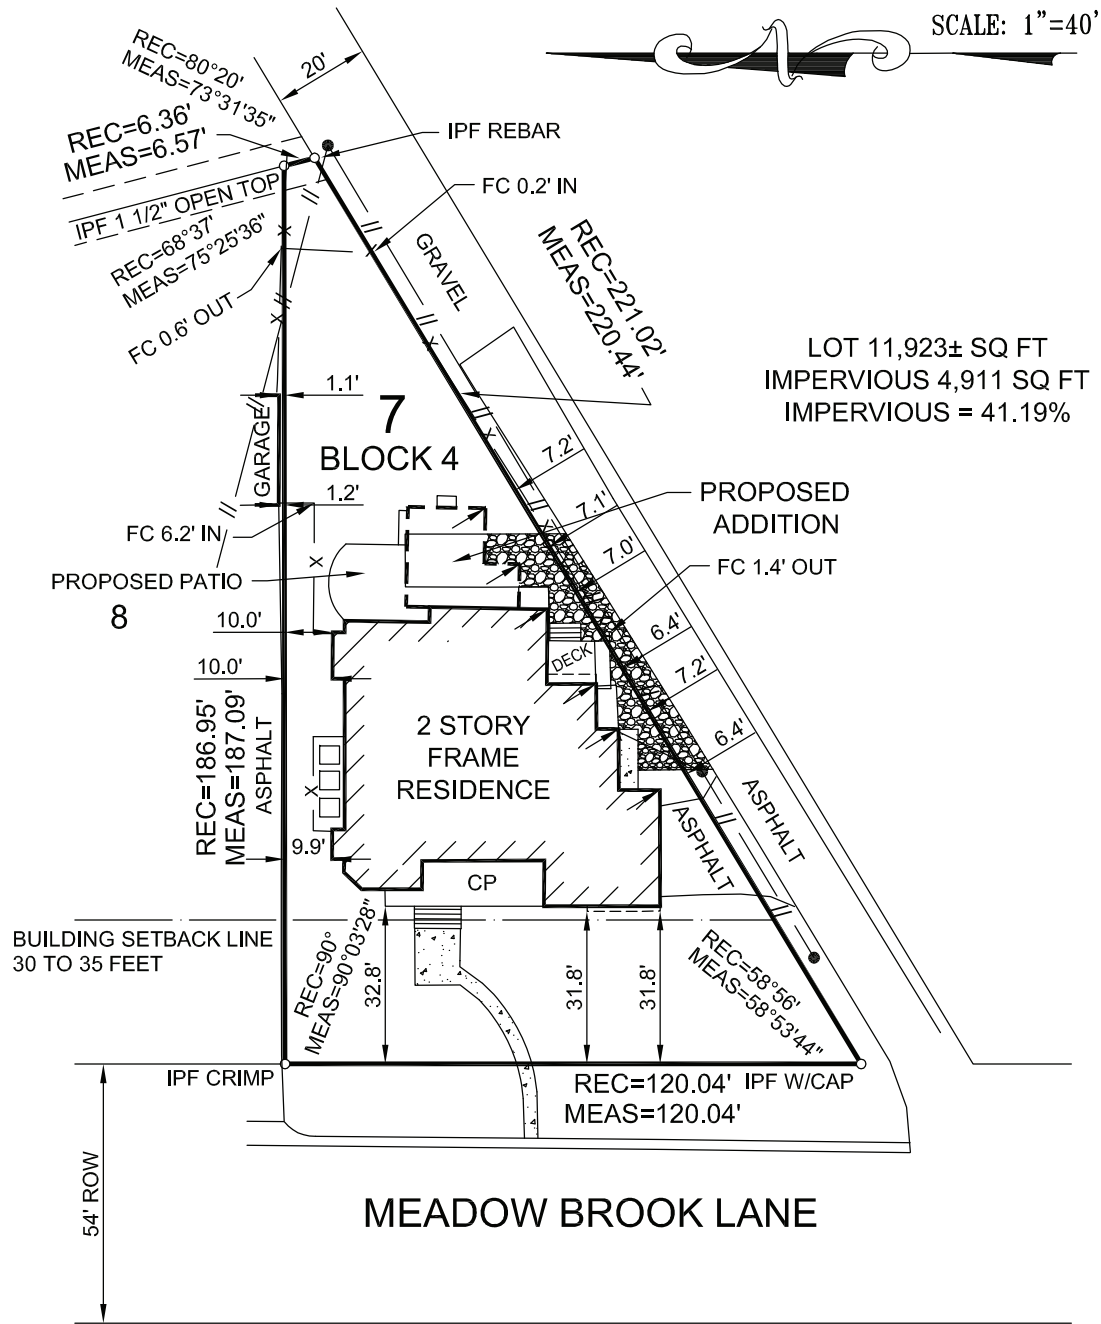 SCALE: 1"=40'
N
REC=80°20'
MEAS=73°31'35"
20'
REC=6.36'
MEAS=6.57'
IPF REBAR
FC 0.2' IN
IPF 1 1/2" OPEN TOP
REC=68°37'
MEAS=75°25'36"
FC 0.6' OUT
GRAVEL
REC=221.02'
MEAS=220.44'
LOT 11,923± SQ FT
IMPERVIOUS 4,911 SQ FT
IMPERVIOUS = 41.19%
1.1'
7
BLOCK 4
GARAGE
7.2'
1.2'
7.1'
PROPOSED
ADDITION
FC 6.2' IN
7.0'
FC 1.4' OUT
PROPOSED PATIO
8
10.0'
6.4'
DECK
10.0'
7.2'
REC=186.95'
MEAS=187.09'
ASPHALT
2 STORY
FRAME
RESIDENCE
6.4'
ASPHALT
ASPHALT
9.9'
CP
BUILDING SETBACK LINE
30 TO 35 FEET
REC=90°
MEAS=90°03'28"
32.8'
31.8'
31.8'
REC=58°56'
MEAS=58°53'44"
IPF CRIMP
REC=120.04'
MEAS=120.04'
IPF W/CAP
54' ROW
MEADOW BROOK LANE